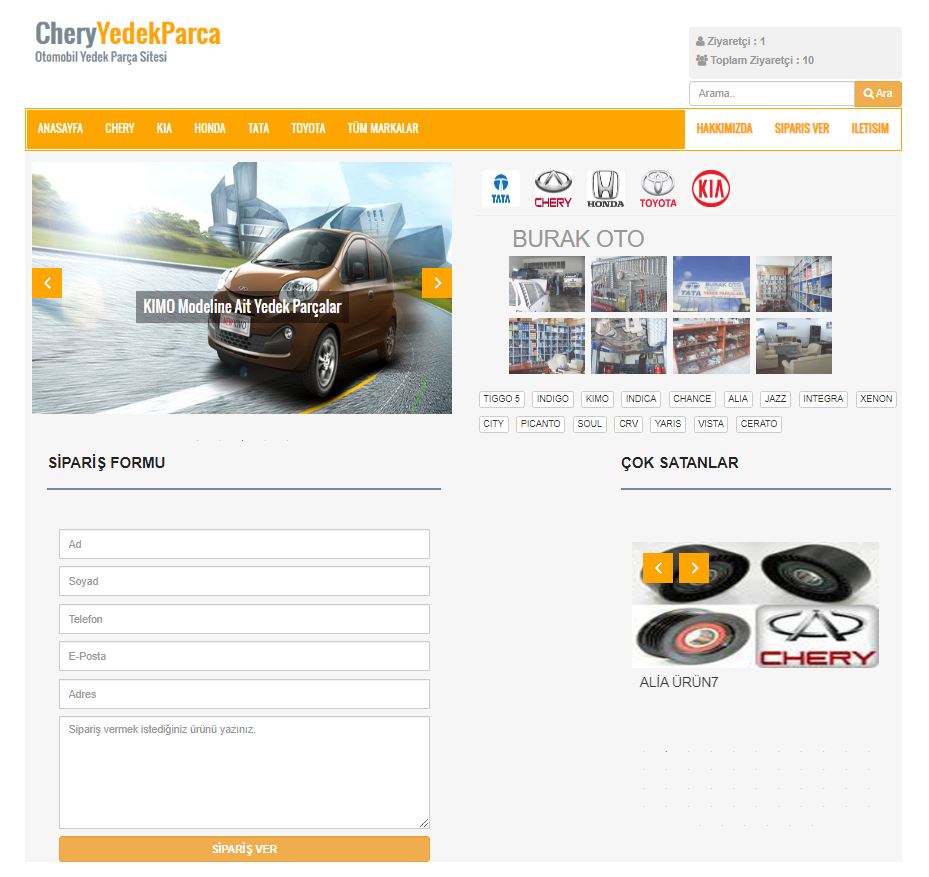 CheryYedekParca
Otomobil Yedek Parça Sitesi
Ziyaretçi : 1
Toplam Ziyaretçi : 10
Arama..
Ara
ANASAYFA CHERY KIA HONDA TATA TOYOTA TÜM MARKALAR HAKKIMIZDA SIPARIS VER ILETISIM
TATA CHERY HONDA TOYOTA KIA
KIMO Modeline Ait Yedek Parçalar
BURAK OTO
BURAK OTO
TATA
TIGGO 5 INDIGO KIMO INDICA CHANCE ALIA JAZZ INTEGRA XENON
CITY PICANTO SOUL CRV YARIS VISTA CERATO
SİPARİŞ FORMU
Ad
Soyad
Telefon
E-Posta
Adres
Sipariş vermek istediğiniz ürünü yazınız.
SİPARİŞ VER
ÇOK SATANLAR
CHERY
ALİA ÜRÜN7